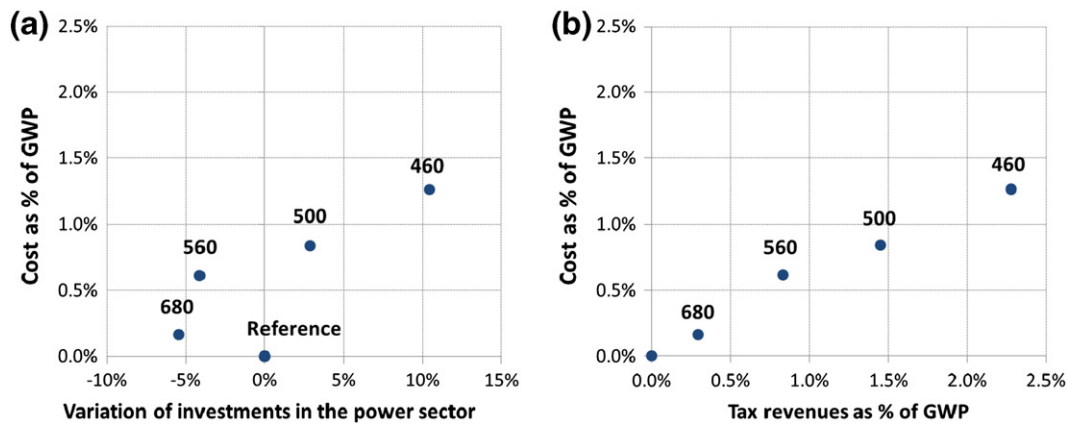 (a)
2.5%
2.0%
1.5%
1.0%
0.5%
0.0%
Cost as % of GWP
460
500
560
680
Reference
-10% -5% 0% 5% 10% 15%
Variation of investments in the power sector
(b)
2.5%
2.0%
1.5%
1.0%
0.5%
0.0%
Cost as % of GWP
460
500
560
680
0.0% 0.5% 1.0% 1.5% 2.0% 2.5%
Tax revenues as % of GWP